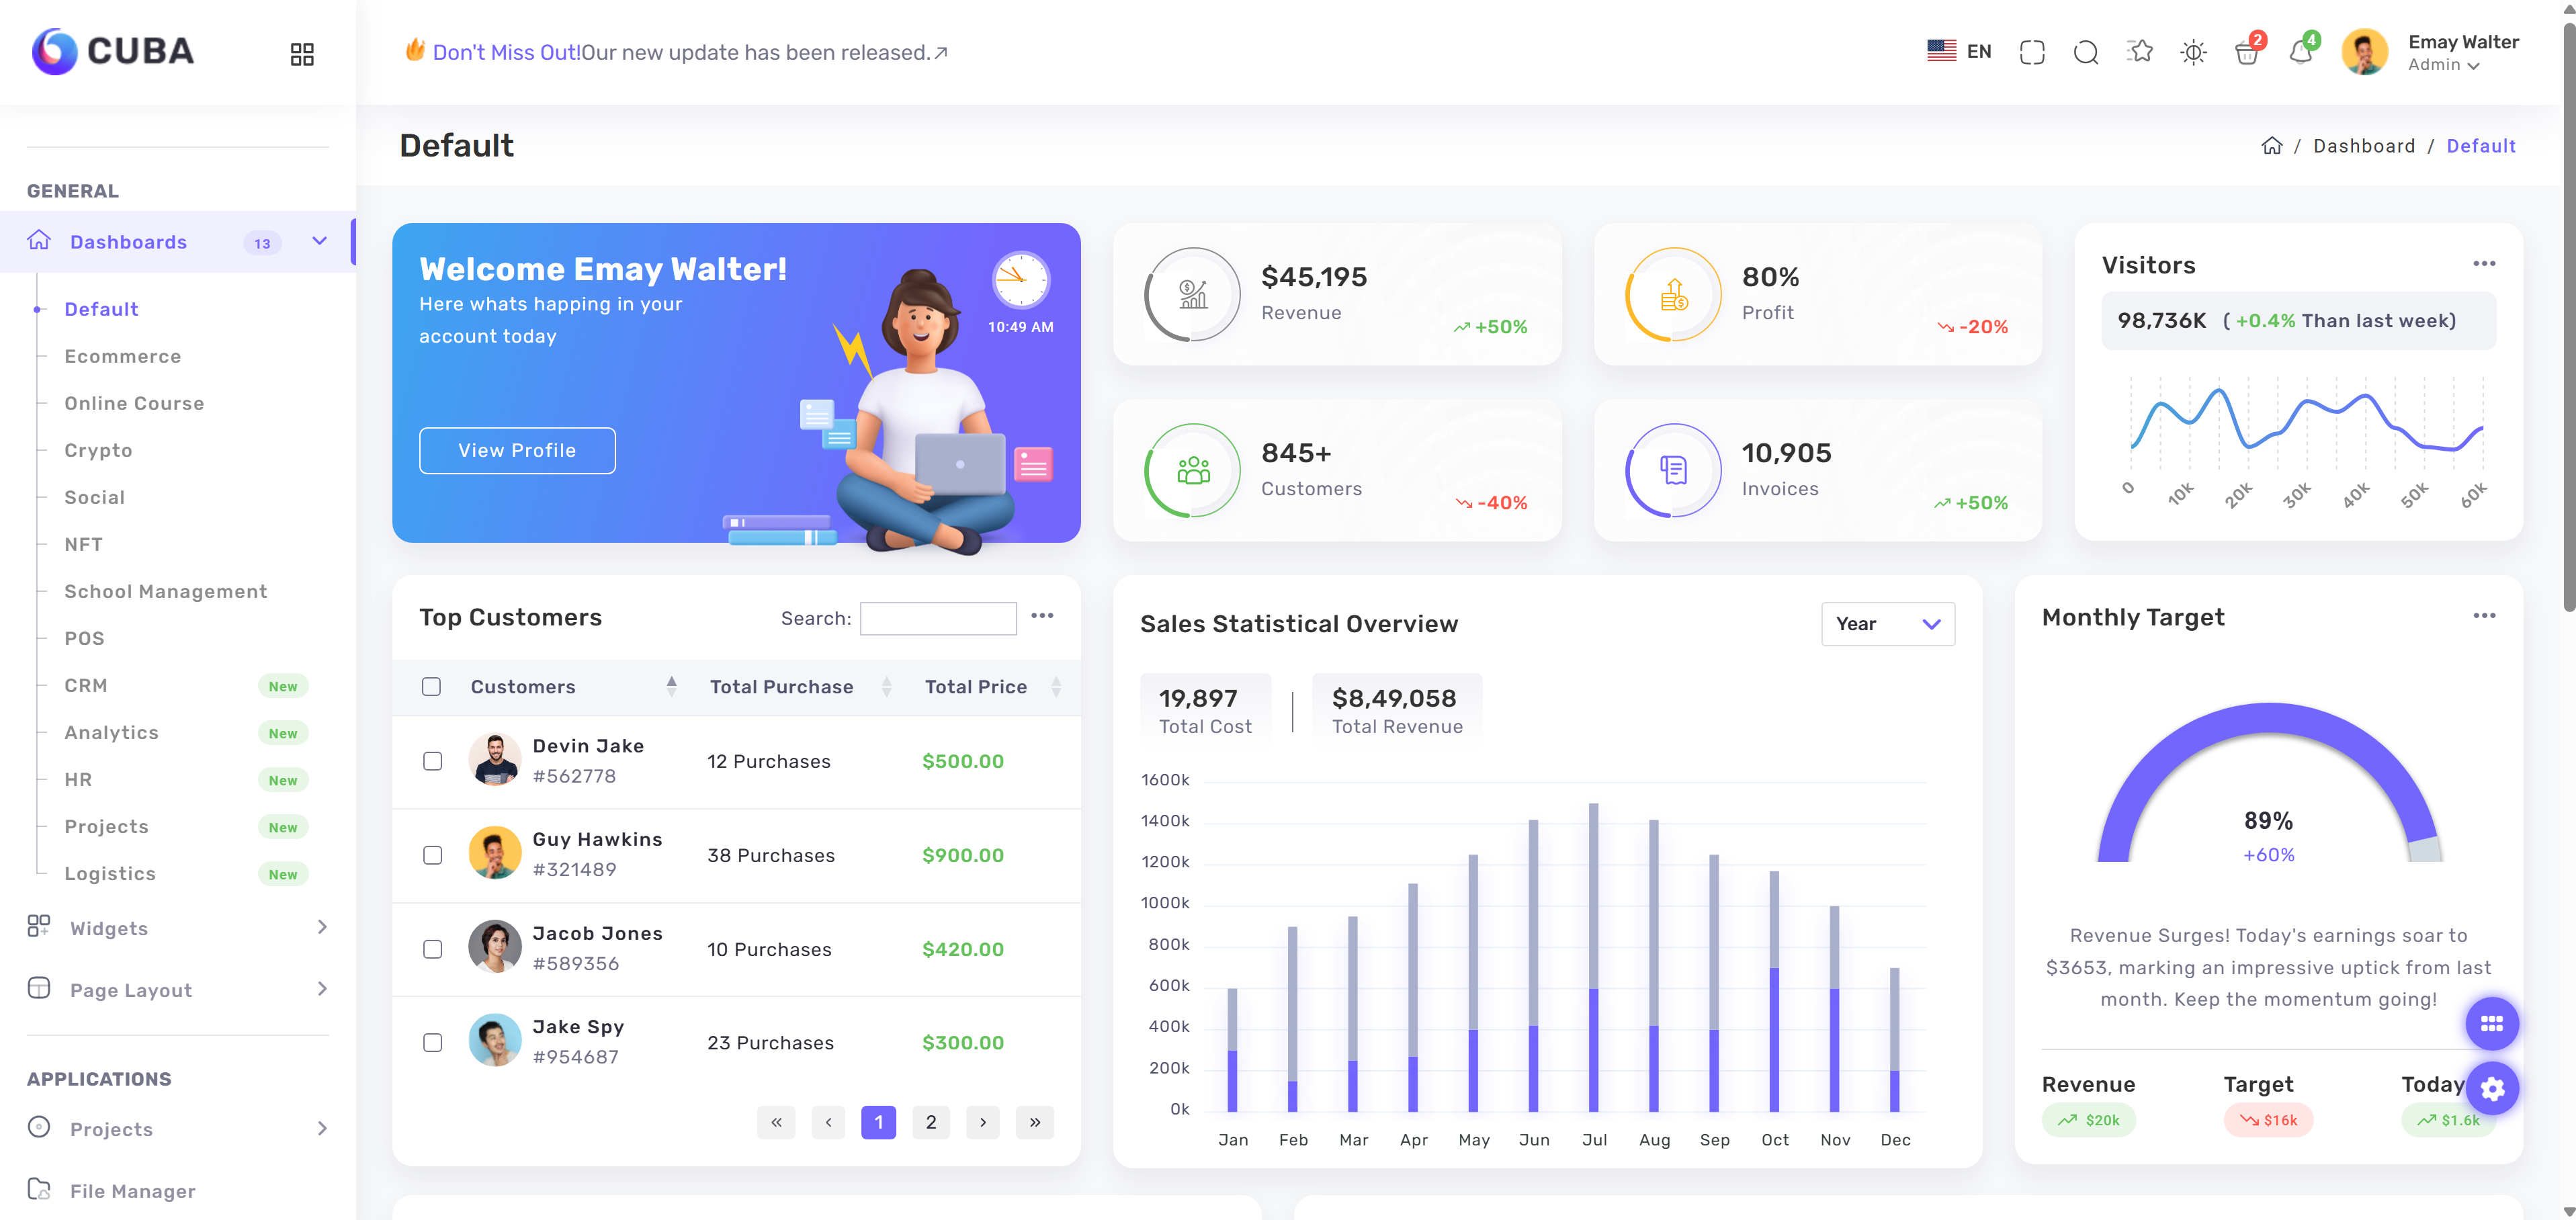 CUBA
Don't Miss Out!Our new update has been released.
EN
2
4
Emay Walter
Admin
Default
/ Dashboard / Default
GENERAL
Dashboards 13
Default
Ecommerce
Online Course
Crypto
Social
NFT
School Management
POS
CRM New
Analytics New
HR New
Projects New
Logistics New
Widgets
Page Layout
APPLICATIONS
Projects
File Manager
Welcome Emay Walter!
Here whats happing in your
account today
View Profile
10:49 AM
$45,195
Revenue
+50%
80%
Profit
-20%
845+
Customers
-40%
10,905
Invoices
+50%
Visitors
98,736K ( +0.4% Than last week)
0 10k 20k 30k 40k 50k 60k
Top Customers
Search:
Customers Total Purchase Total Price
Devin Jake
#562778
12 Purchases
$500.00
Guy Hawkins
#321489
38 Purchases
$900.00
Jacob Jones
#589356
10 Purchases
$420.00
Jake Spy
#954687
23 Purchases
$300.00
« ‹ 1 2 › »
Sales Statistical Overview
Year
19,897
Total Cost
$8,49,058
Total Revenue
1600k
1400k
1200k
1000k
800k
600k
400k
200k
0k
Jan Feb Mar Apr May Jun Jul Aug Sep Oct Nov Dec
Monthly Target
89%
+60%
Revenue Surges! Today's earnings soar to
$3653, marking an impressive uptick from last
month. Keep the momentum going!
Revenue Target Today
$20k $16k $1.6k